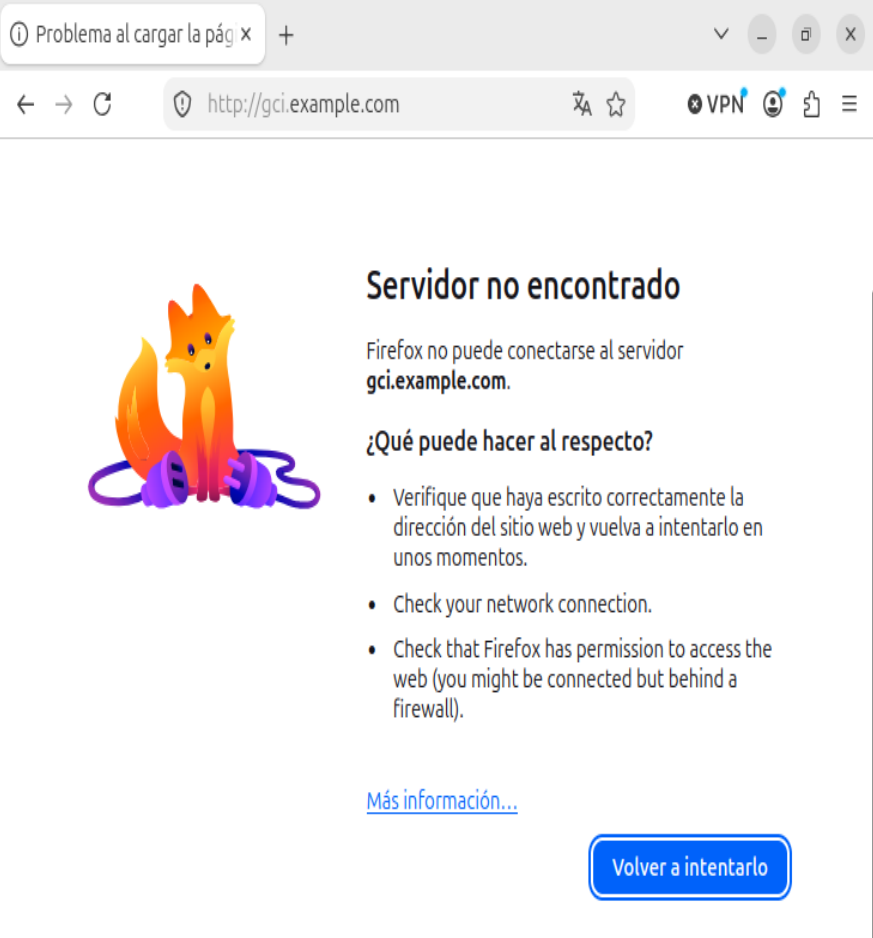 Problema al cargar la pág
http://gci.example.com
VPN
Servidor no encontrado
Firefox no puede conectarse al servidor
gci.example.com.
¿Qué puede hacer al respecto?
Verifique que haya escrito correctamente la
dirección del sitio web y vuelva a intentarlo en
unos momentos.
Check your network connection.
Check that Firefox has permission to access the
web (you might be connected but behind a
firewall).
Más información...
Volver a intentarlo